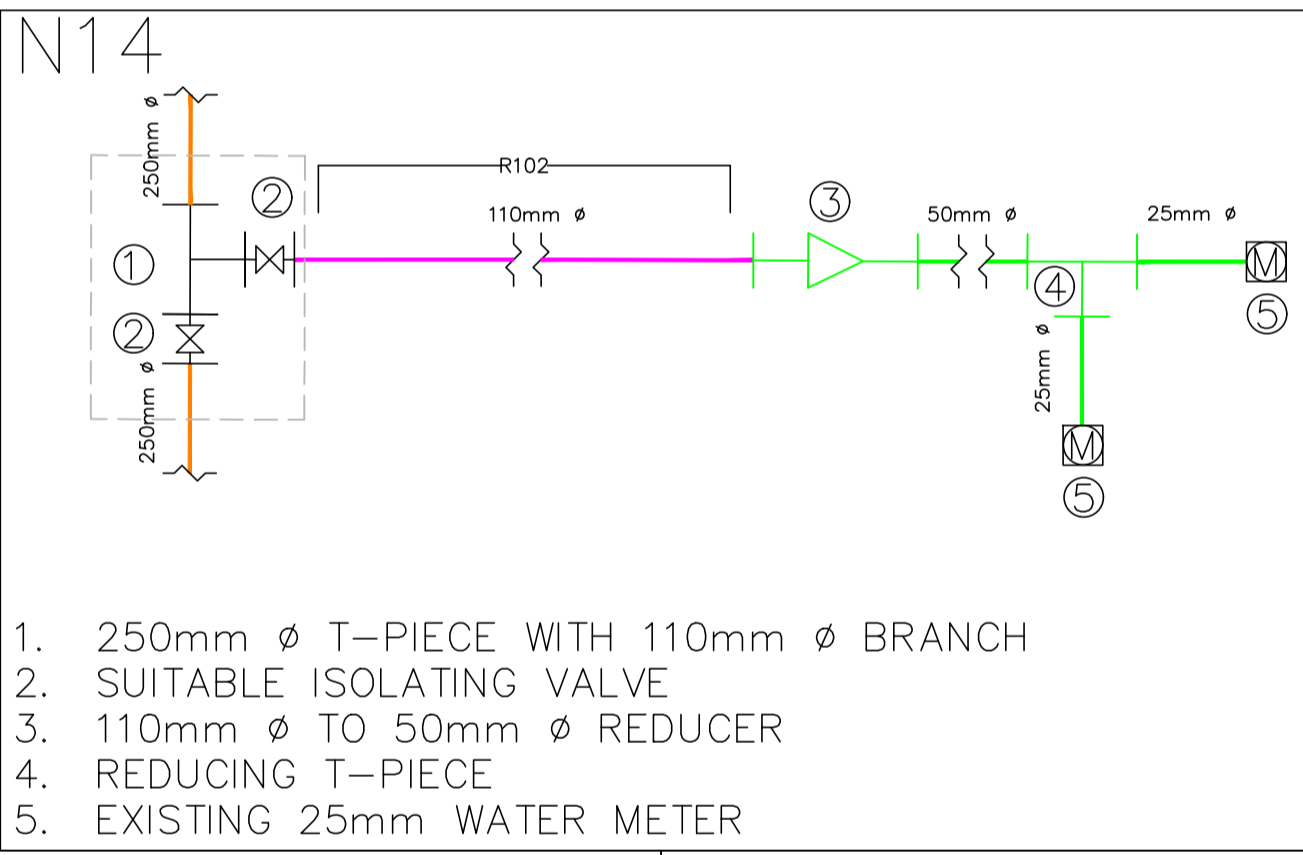 N14
250mm ø
②
R102
110mm ø
③
50mm ø
25mm ø
①
M
④
⑤
②
25mm ø
250mm ø
M
⑤
1. 250mm ø T-PIECE WITH 110mm ø BRANCH
2. SUITABLE ISOLATING VALVE
3. 110mm ø TO 50mm ø REDUCER
4. REDUCING T-PIECE
5. EXISTING 25mm WATER METER